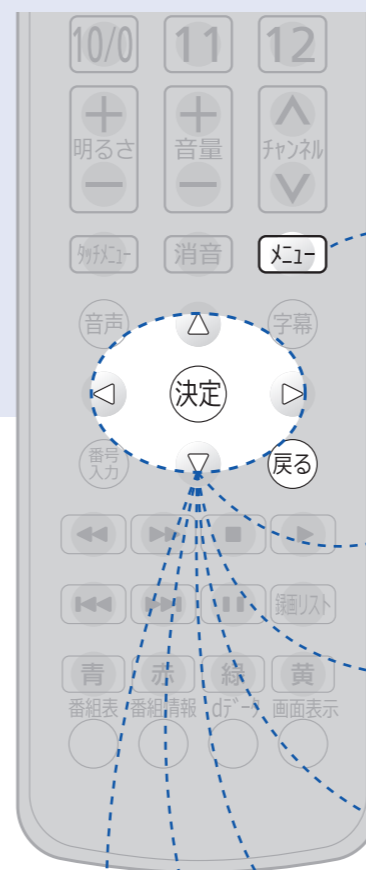 10/0 11 12
+ +
明るさ 音量 チャンネル
− −
タッチメニュー 消音 メニュー
音声 字幕
決定
番号
入力
戻る
録画リスト
青 赤 緑 黄
番組表 番組情報 dデータ 画面表示